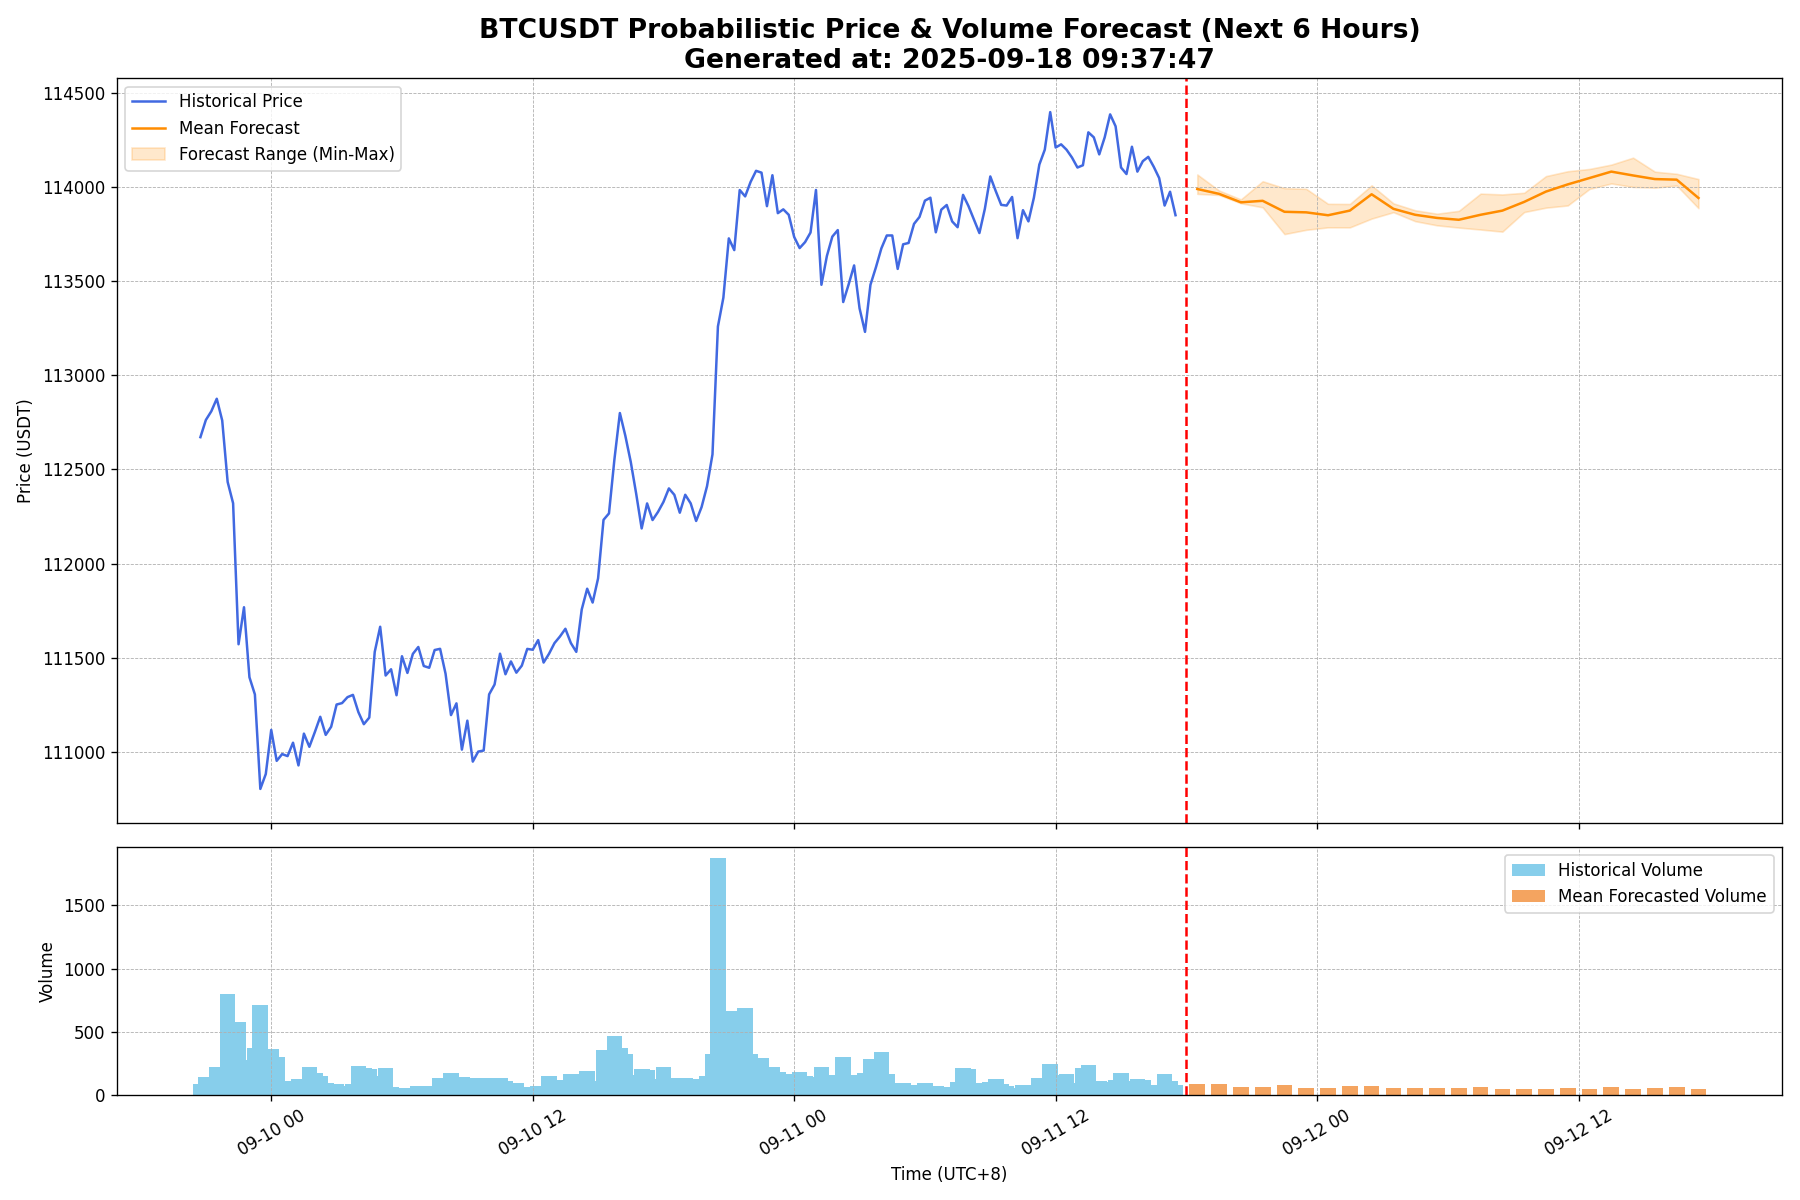 BTCUSDT Probabilistic Price & Volume Forecast (Next 6 Hours)
Generated at: 2025-09-18 09:37:47
Historical Price
Mean Forecast
Forecast Range (Min-Max)
Price (USDT)
114500
114000
113500
113000
112500
112000
111500
111000
Historical Volume
Mean Forecasted Volume
Volume
1500
1000
500
0
09-10 00
09-10 12
09-11 00
09-11 12
09-12 00
09-12 12
Time (UTC+8)